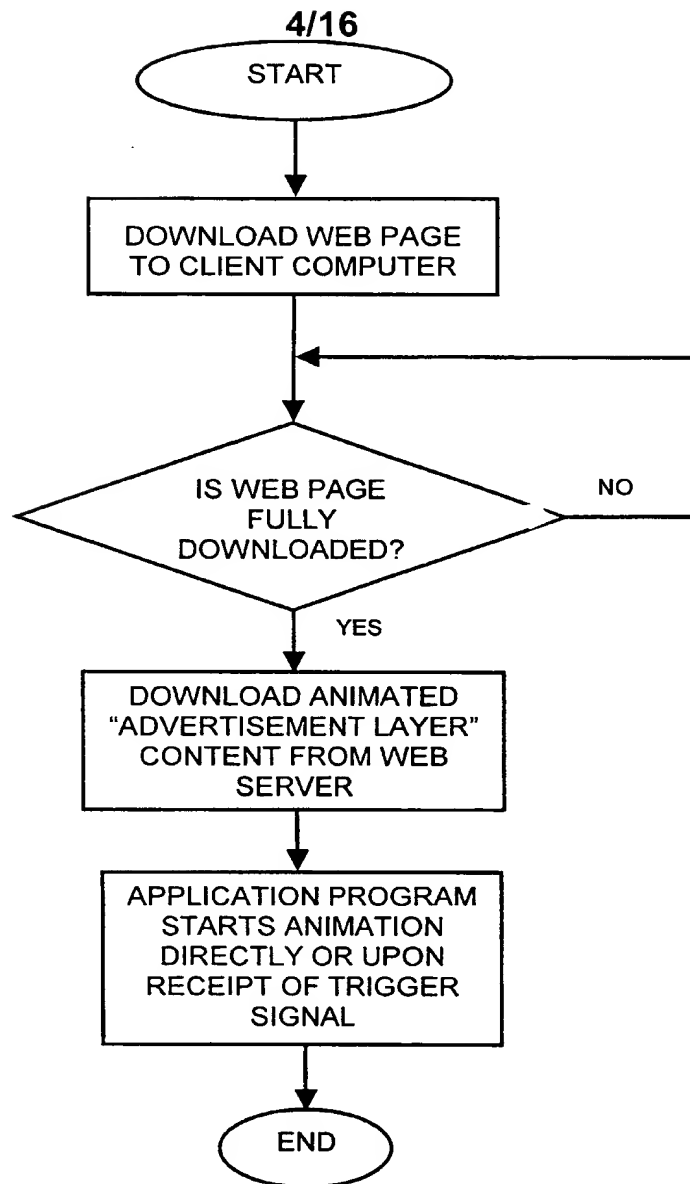 4/16
START
DOWNLOAD WEB PAGE
TO CLIENT COMPUTER
IS WEB PAGE
FULLY
DOWNLOADED?
NO
YES
DOWNLOAD ANIMATED
“ADVERTISEMENT LAYER”
CONTENT FROM WEB
SERVER
APPLICATION PROGRAM
STARTS ANIMATION
DIRECTLY OR UPON
RECEIPT OF TRIGGER
SIGNAL
END